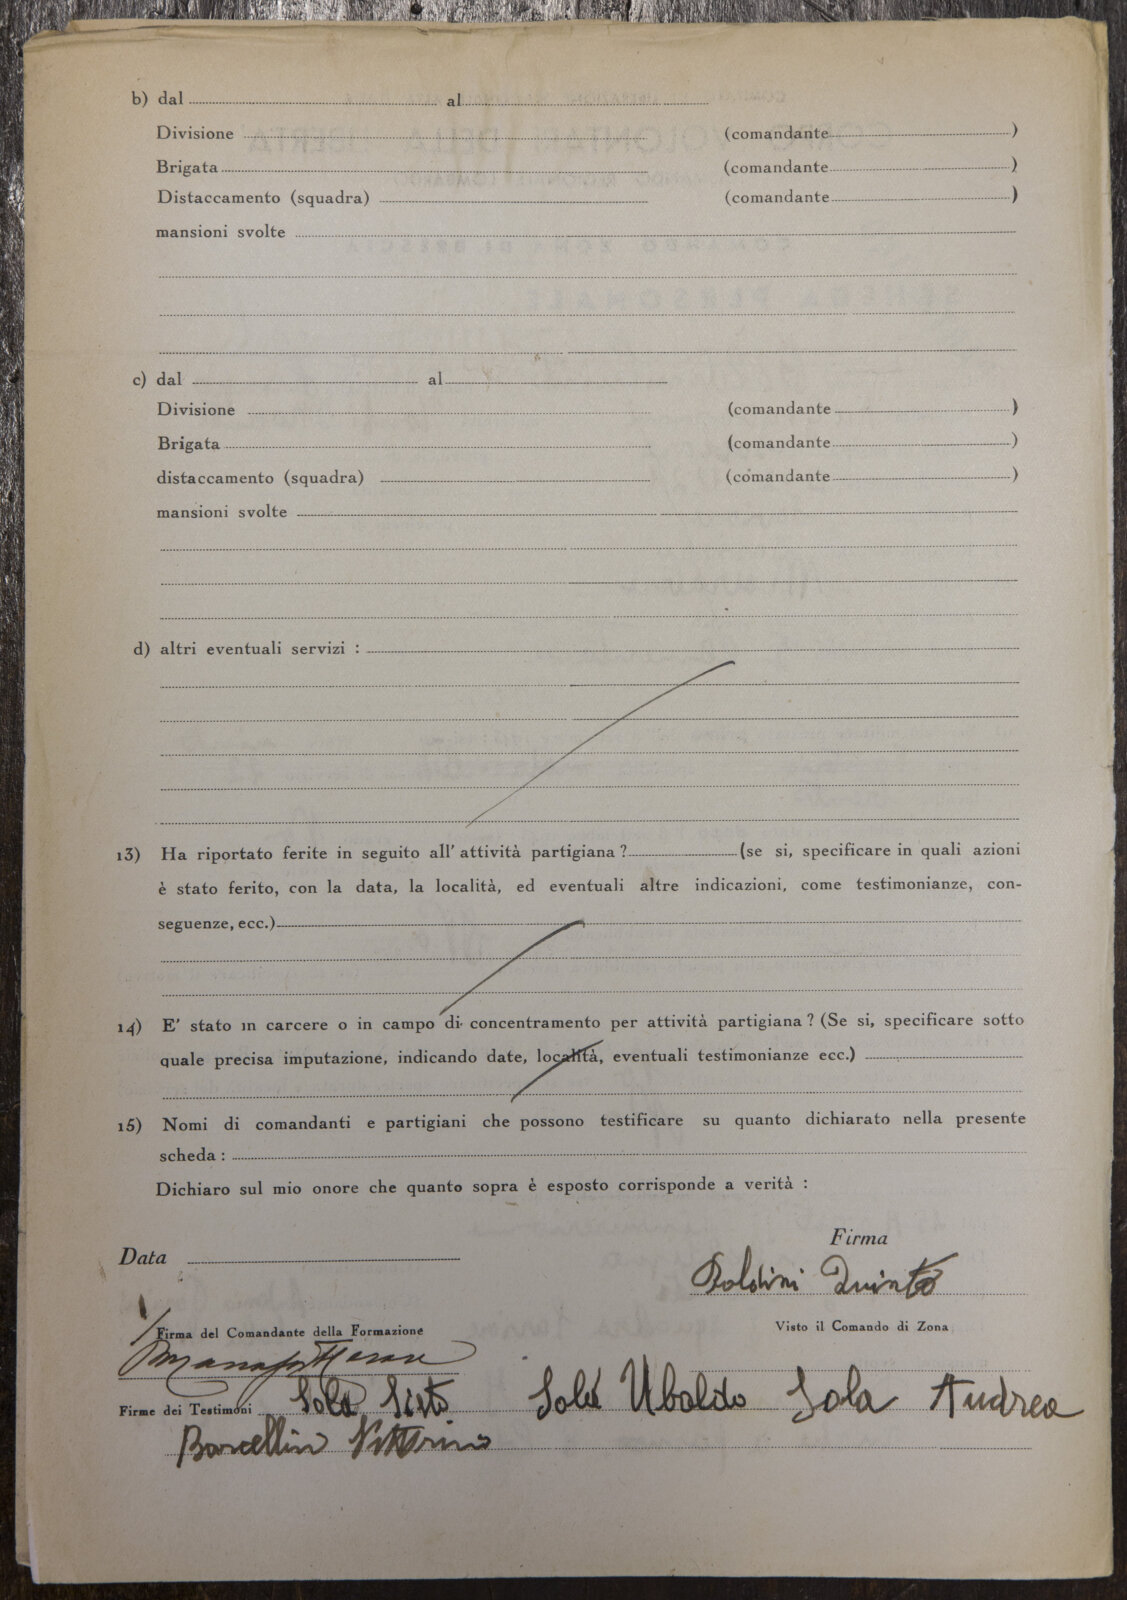 b) dal al
Divisione (comandante )
Brigata (comandante )
Distaccamento (squadra) (comandante )
mansioni svolte
c) dal al
Divisione (comandante )
Brigata (comandante )
distaccamento (squadra) (comandante )
mansioni svolte
d) altri eventuali servizi :
13) Ha riportato ferite in seguito all' attività partigiana ? (se si, specificare in quali azioni
è stato ferito, con la data, la località, ed eventuali altre indicazioni, come testimonianze, con-
seguenze, ecc.)
14) E' stato in carcere o in campo di concentramento per attività partigiana ? (Se si, specificare sotto
quale precisa imputazione, indicando date, località, eventuali testimonianze ecc.)
15) Nomi di comandanti e partigiani che possono testificare su quanto dichiarato nella presente
scheda :
Dichiaro sul mio onore che quanto sopra è esposto corrisponde a verità :
Firma
Data
Quinto
Firma del Comandante della Formazione Visto il Comando di Zona
Firme dei Testimoni Sola Sisto Sola Ubaldo Sola Andrea
Barcellini Vittorino